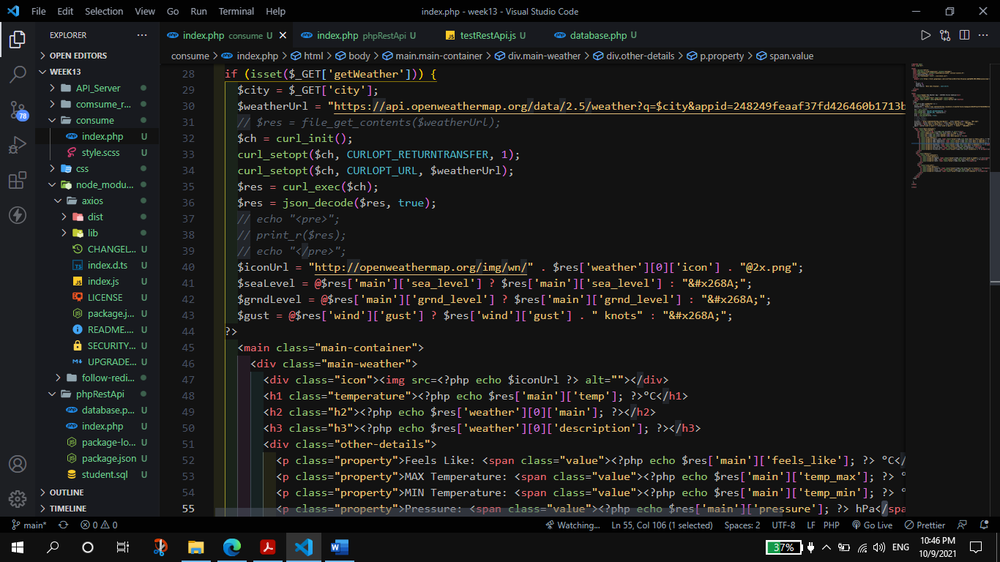 File Edit Selection View Go Run Terminal Help index.php - week13 - Visual Studio Code
EXPLORER
index.php consume U index.php phpRestApi U testRestApi.js U database.php U
consume > index.php > html > body > main.main-container > div.main-weather > div.other-details > p.property > span.value
OPEN EDITORS
WEEK13
API_Server
comsume_r...
consume
index.php U
style.scss U
css
node_modu...
axios
dist
lib
CHANGEL... U
index.d.ts U
index.js U
LICENSE U
package.j... U
README.... U
SECURITY... U
UPGRADE... U
follow-redi...
phpRestApi
database.p... U
index.php U
package-lo... U
package.json U
student.sql U
OUTLINE
TIMELINE
78
28 if (isset($_GET['getWeather'])) {
29 $city = $_GET['city'];
30 $weatherUrl = "https://api.openweathermap.org/data/2.5/weather?q=$city&appid=248249feaaf37fd426460b1713b
31 // $res = file_get_contents($weatherUrl);
32 $ch = curl_init();
33 curl_setopt($ch, CURLOPT_RETURNTRANSFER, 1);
34 curl_setopt($ch, CURLOPT_URL, $weatherUrl);
35 $res = curl_exec($ch);
36 $res = json_decode($res, true);
37 // echo "<pre>";
38 // print_r($res);
39 // echo "</pre>";
40 $iconUrl = "http://openweathermap.org/img/wn/" . $res['weather'][0]['icon'] . "@2x.png";
41 $seaLevel = @$res['main']['sea_level'] ? $res['main']['sea_level'] : "&#x268A;";
42 $grndLevel = @$res['main']['grnd_level'] ? $res['main']['grnd_level'] : "&#x268A;";
43 $gust = @$res['wind']['gust'] ? $res['wind']['gust'] . " knots" : "&#x268A;";
44 ?>
45 <main class="main-container">
46 <div class="main-weather">
47 <div class="icon"><img src=<?php echo $iconUrl ?> alt=""></div>
48 <h1 class="temperature"><?php echo $res['main']['temp']; ?>°C</h1>
49 <h2 class="h2"><?php echo $res['weather'][0]['main']; ?></h2>
50 <h3 class="h3"><?php echo $res['weather'][0]['description']; ?></h3>
51 <div class="other-details">
52 <p class="property">Feels Like: <span class="value"><?php echo $res['main']['feels_like']; ?> °C</
53 <p class="property">MAX Temperature: <span class="value"><?php echo $res['main']['temp_max']; ?> °
54 <p class="property">MIN Temperature: <span class="value"><?php echo $res['main']['temp_min']; ?> °
55 <p class="property">Pressure: <span class="value"><?php echo $res['main']['pressure']; ?> hPa</spa
main* 0 0 Watching... Ln 55, Col 106 (1 selected) Spaces: 2 UTF-8 LF PHP Go Live Prettier
37% ENG 10:46 PM
10/9/2021